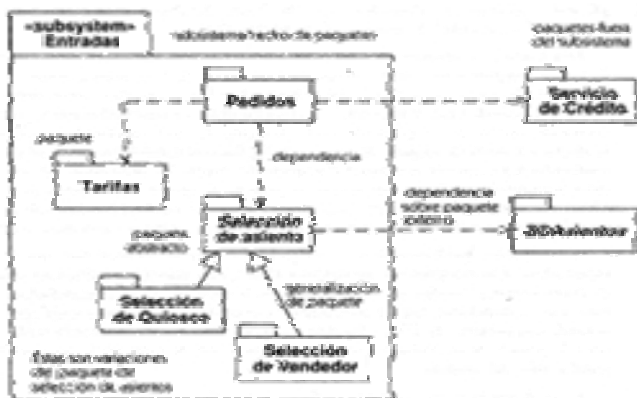 «subsystem»
Entradas
subsistema hecho de paquetes
paquetes fuera
del subsistema
Pedidos
Servicio
de Crédito
paquete
dependencia
Tarifas
dependencia
sobre paquete
externo
Selección
de asiento
BDAsientos
paquete
abstracto
generalización
de paquete
Selección
de Quiosco
Selección
de Vendedor
Éstas son variaciones
del paquete de
selección de asientos